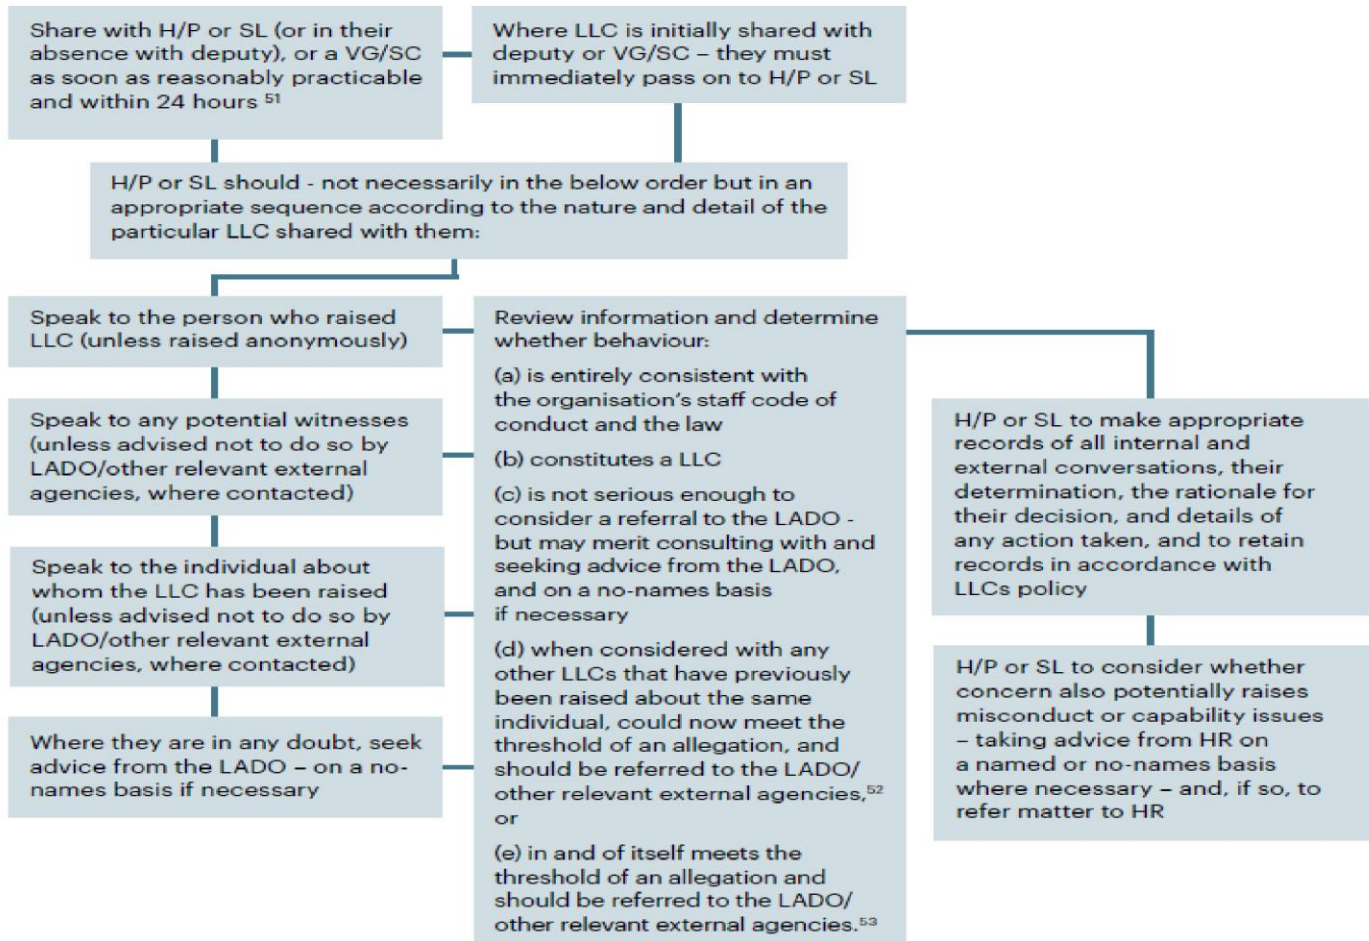 Share with H/P or SL (or in their
absence with deputy), or a VG/SC
as soon as reasonably practicable
and within 24 hours 51
Where LLC is initially shared with
deputy or VG/SC – they must
immediately pass on to H/P or SL
H/P or SL should - not necessarily in the below order but in an
appropriate sequence according to the nature and detail of the
particular LLC shared with them:
Speak to the person who raised
LLC (unless raised anonymously)
Speak to any potential witnesses
(unless advised not to do so by
LADO/other relevant external
agencies, where contacted)
Speak to the individual about
whom the LLC has been raised
(unless advised not to do so by
LADO/other relevant external
agencies, where contacted)
Where they are in any doubt, seek
advice from the LADO – on a no-
names basis if necessary
Review information and determine
whether behaviour:
(a) is entirely consistent with
the organisation's staff code of
conduct and the law
(b) constitutes a LLC
(c) is not serious enough to
consider a referral to the LADO -
but may merit consulting with and
seeking advice from the LADO,
and on a no-names basis
if necessary
(d) when considered with any
other LLCs that have previously
been raised about the same
individual, could now meet the
threshold of an allegation, and
should be referred to the LADO/
other relevant external agencies,52
or
(e) in and of itself meets the
threshold of an allegation and
should be referred to the LADO/
other relevant external agencies.53
H/P or SL to make appropriate
records of all internal and
external conversations, their
determination, the rationale for
their decision, and details of
any action taken, and to retain
records in accordance with
LLCs policy
H/P or SL to consider whether
concern also potentially raises
misconduct or capability issues
– taking advice from HR on
a named or no-names basis
where necessary – and, if so, to
refer matter to HR